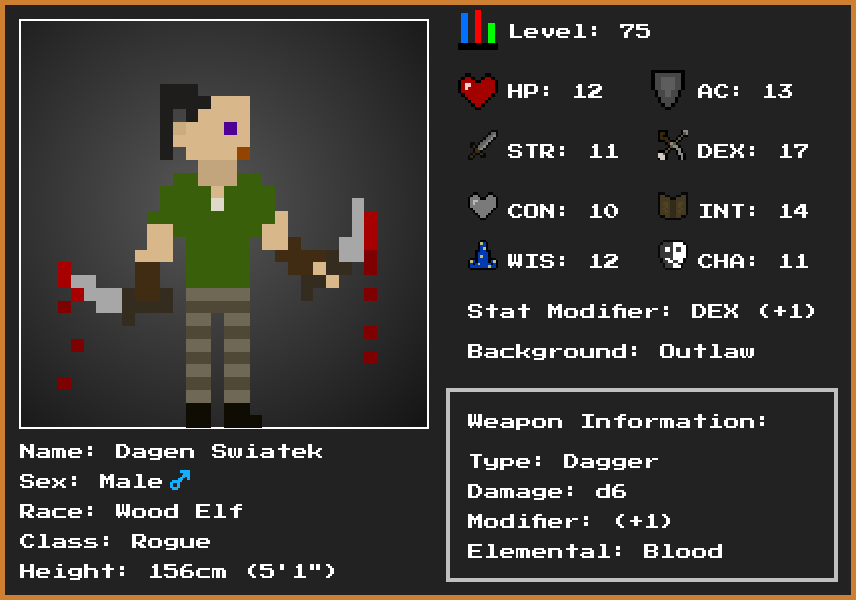 Level: 75
HP: 12
AC: 13
STR: 11
DEX: 17
CON: 10
INT: 14
WIS: 12
CHA: 11
Stat Modifier: DEX (+1)
Background: Outlaw
Weapon Information:
Type: Dagger
Damage: d6
Modifier: (+1)
Elemental: Blood
Name: Dagen Swiatek
Sex: Male ♂
Race: Wood Elf
Class: Rogue
Height: 156cm (5'1")